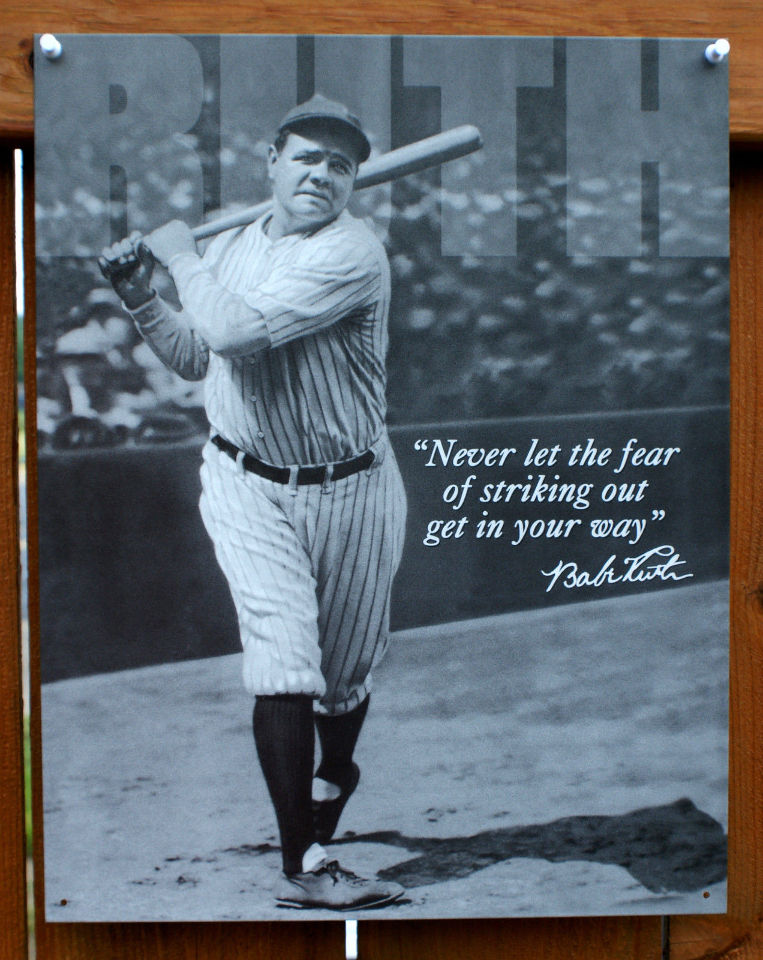 RUTH
“Never let the fear
of striking out
get in your way”
Babe Ruth